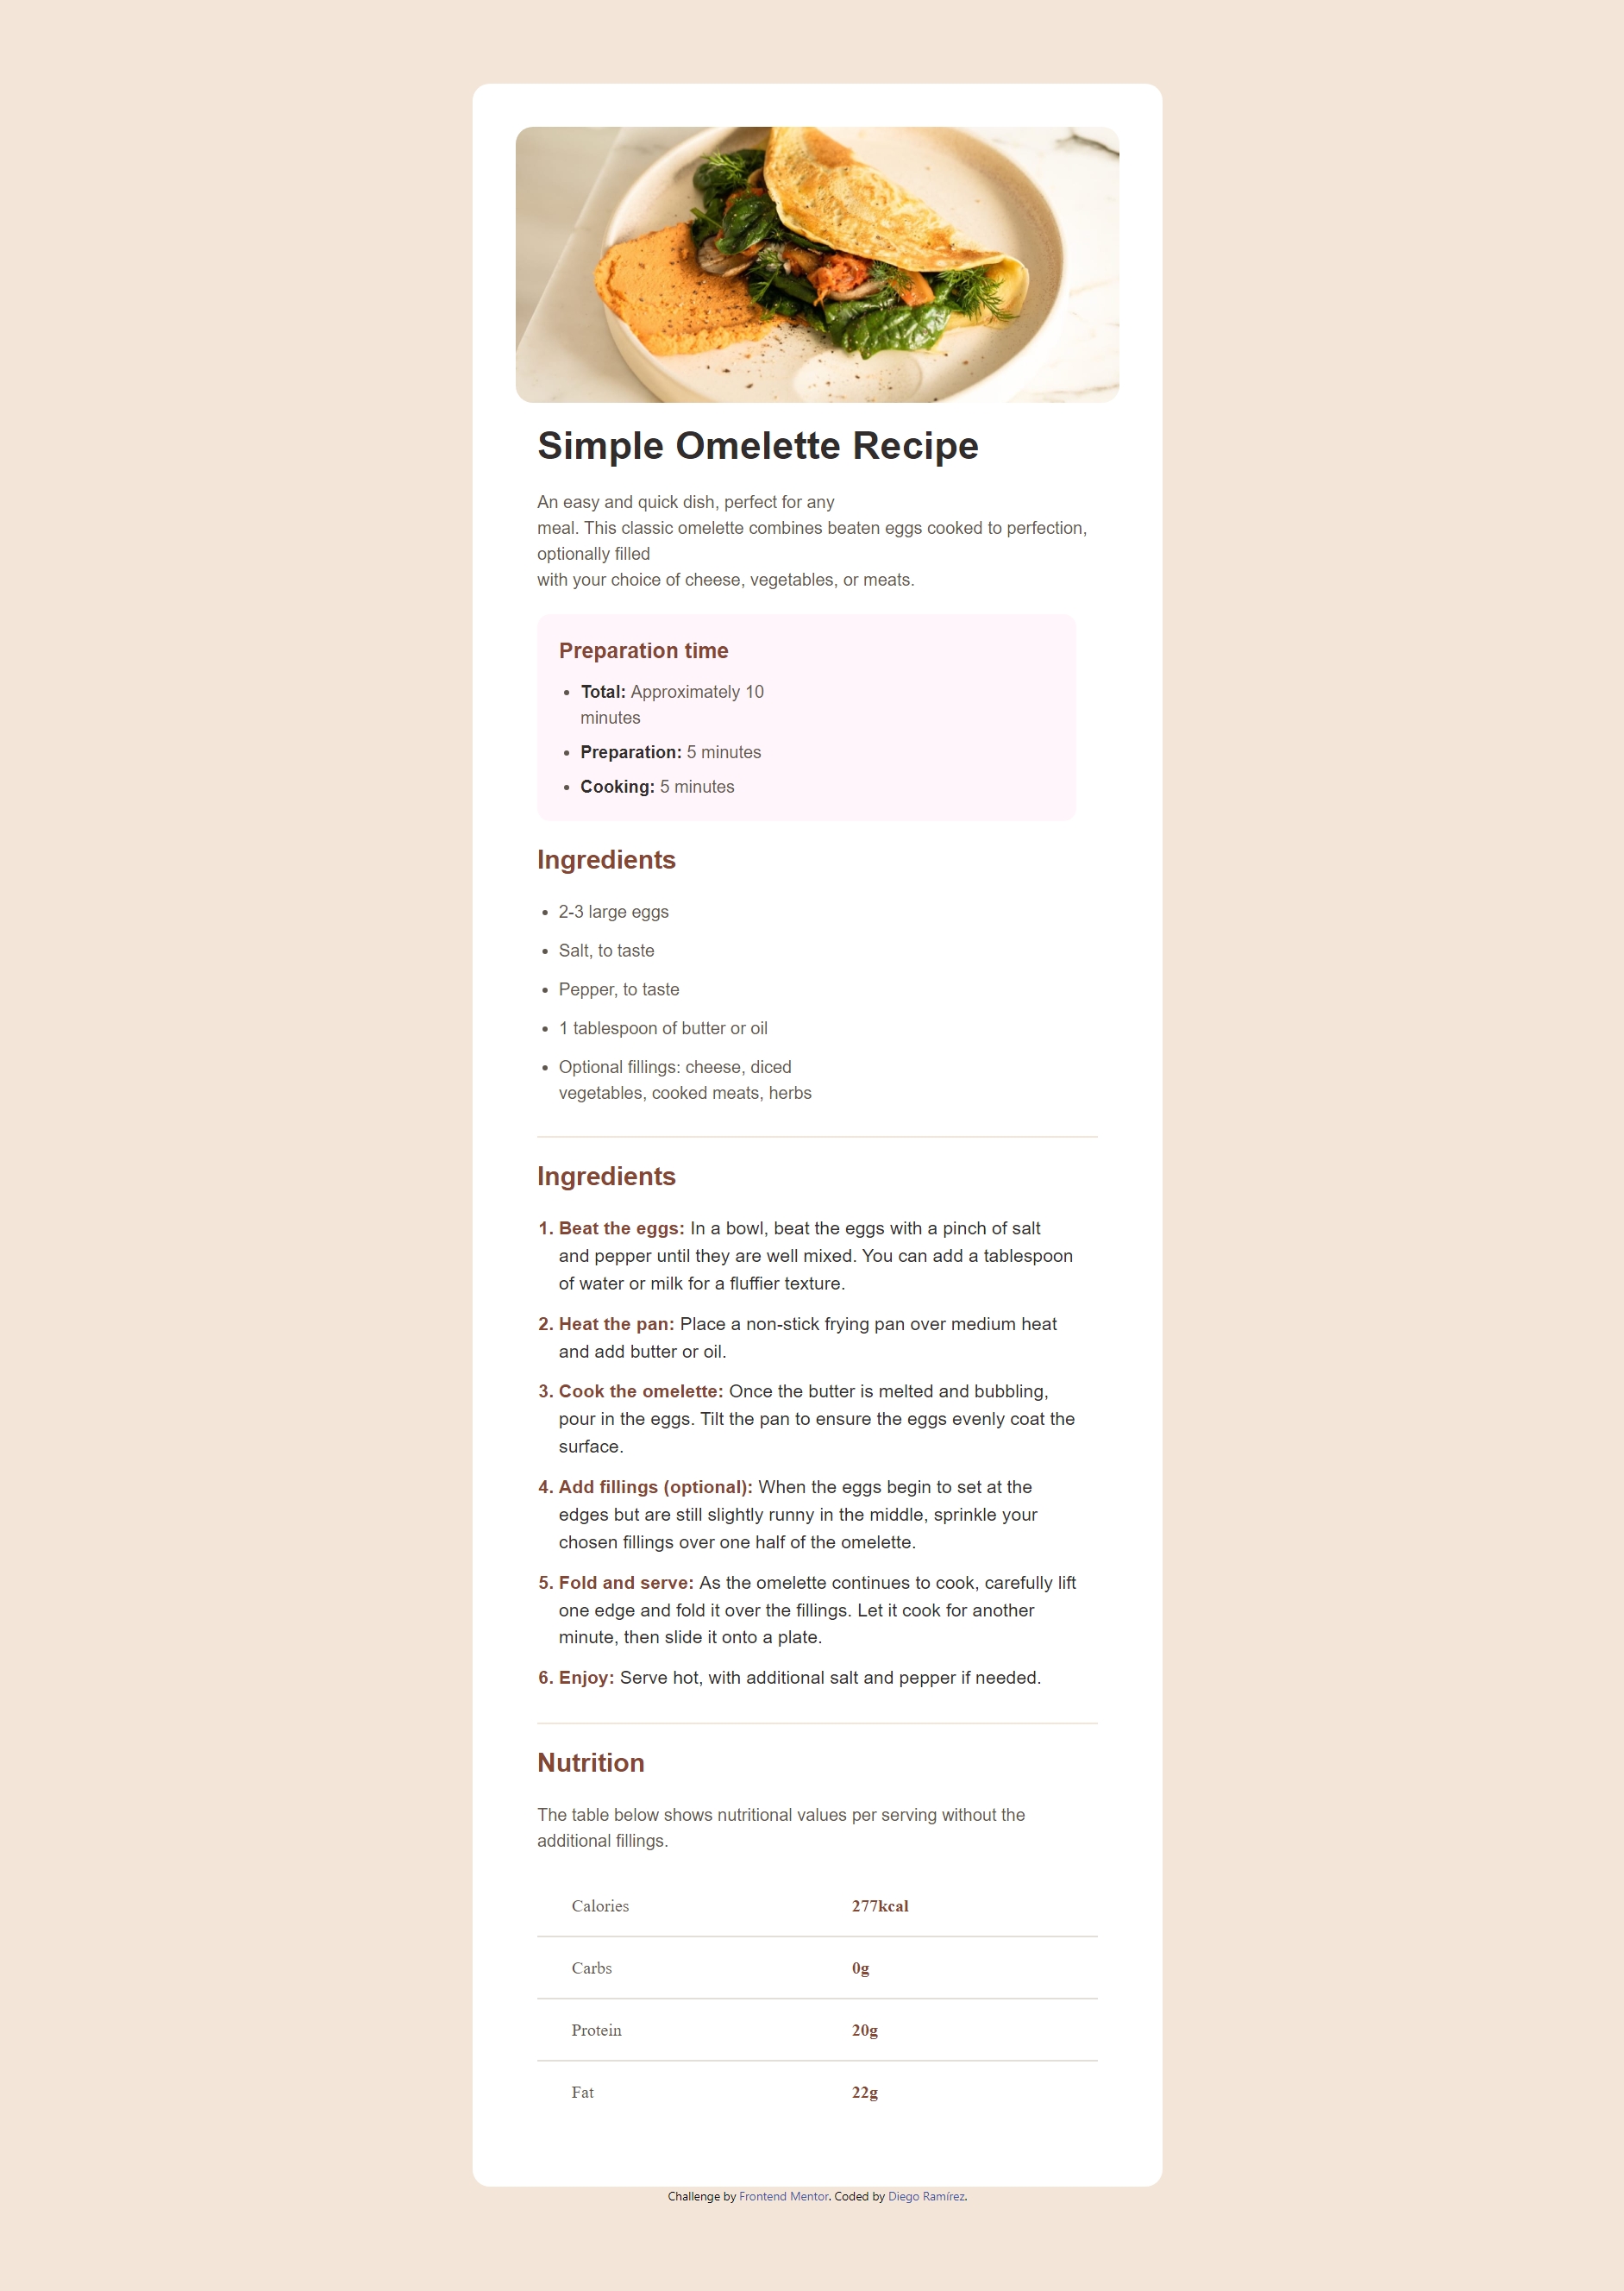 Simple Omelette Recipe
An easy and quick dish, perfect for any
meal. This classic omelette combines beaten eggs cooked to perfection,
optionally filled
with your choice of cheese, vegetables, or meats.
Preparation time
• Total: Approximately 10
minutes
• Preparation: 5 minutes
• Cooking: 5 minutes
Ingredients
• 2-3 large eggs
• Salt, to taste
• Pepper, to taste
• 1 tablespoon of butter or oil
• Optional fillings: cheese, diced
vegetables, cooked meats, herbs
Ingredients
1. Beat the eggs: In a bowl, beat the eggs with a pinch of salt
and pepper until they are well mixed. You can add a tablespoon
of water or milk for a fluffier texture.
2. Heat the pan: Place a non-stick frying pan over medium heat
and add butter or oil.
3. Cook the omelette: Once the butter is melted and bubbling,
pour in the eggs. Tilt the pan to ensure the eggs evenly coat the
surface.
4. Add fillings (optional): When the eggs begin to set at the
edges but are still slightly runny in the middle, sprinkle your
chosen fillings over one half of the omelette.
5. Fold and serve: As the omelette continues to cook, carefully lift
one edge and fold it over the fillings. Let it cook for another
minute, then slide it onto a plate.
6. Enjoy: Serve hot, with additional salt and pepper if needed.
Nutrition
The table below shows nutritional values per serving without the
additional fillings.
Calories 277kcal
Carbs 0g
Protein 20g
Fat 22g
Challenge by Frontend Mentor. Coded by Diego Ramírez.